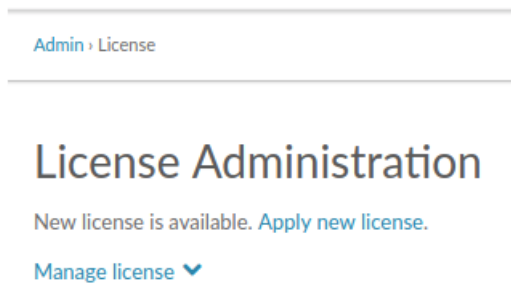 Admin › License
License Administration
New license is available. Apply new license.
Manage license